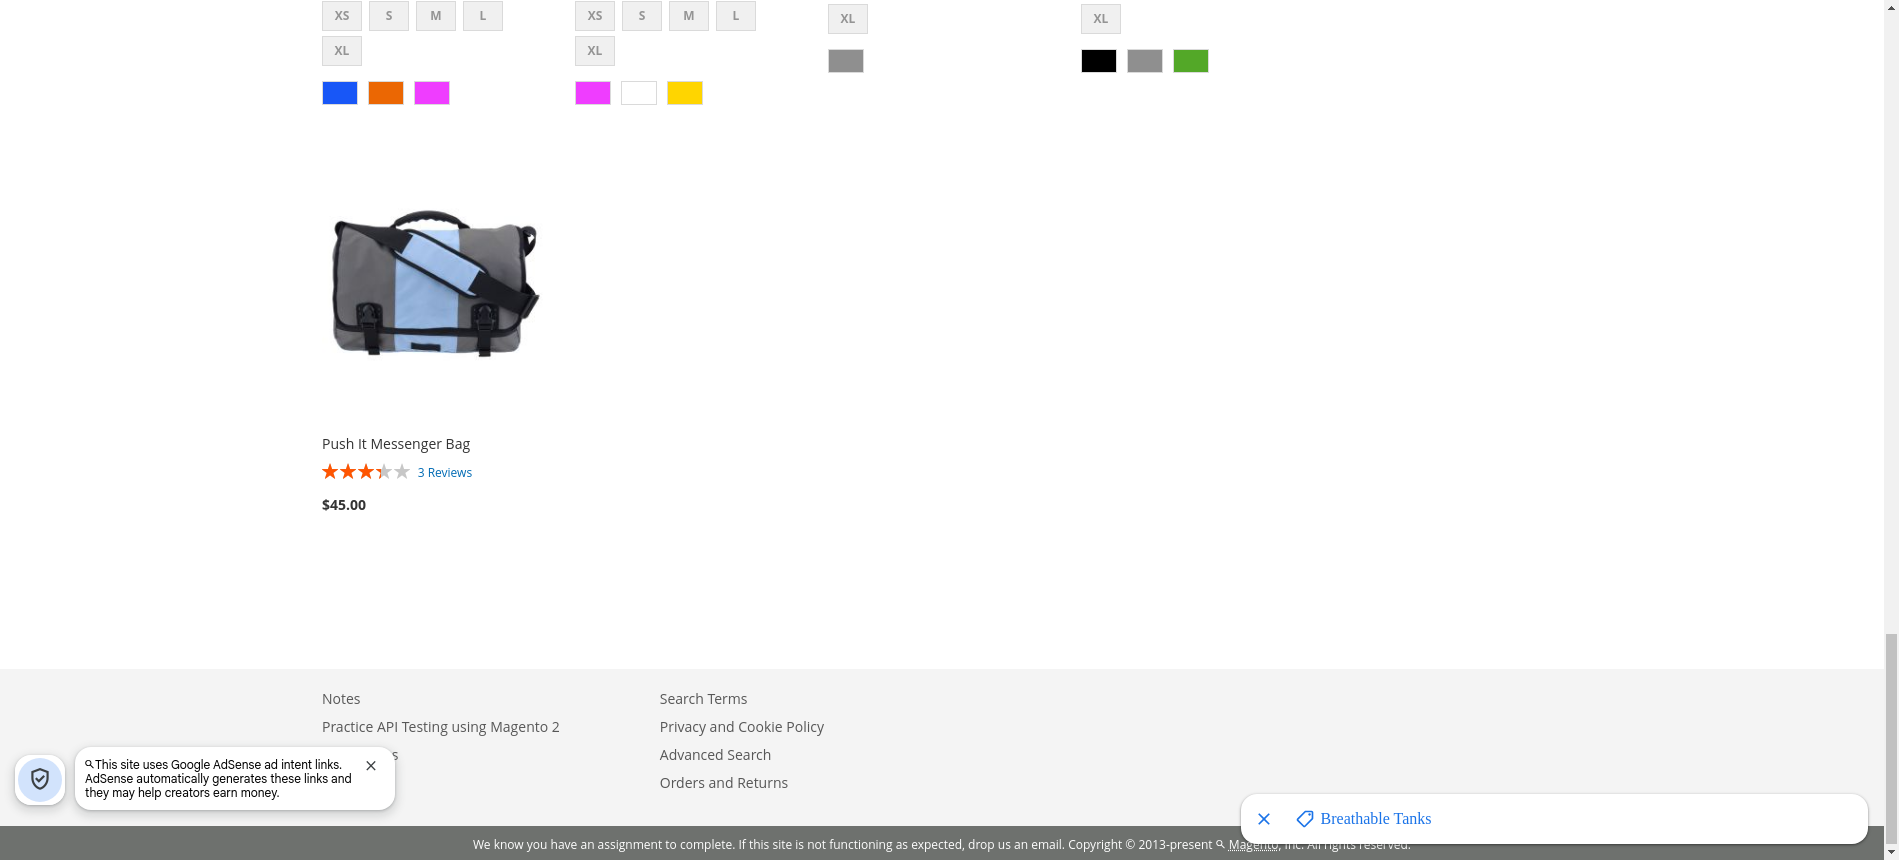 XS S M L
XL
XS S M L
XL
XL
XL
Push It Messenger Bag
3 Reviews
$45.00
Notes
Practice API Testing using Magento 2
s
Search Terms
Privacy and Cookie Policy
Advanced Search
Orders and Returns
This site uses Google AdSense ad intent links.
AdSense automatically generates these links and
they may help creators earn money.
Breathable Tanks
We know you have an assignment to complete. If this site is not functioning as expected, drop us an email. Copyright © 2013-present Magento, Inc. All rights reserved.